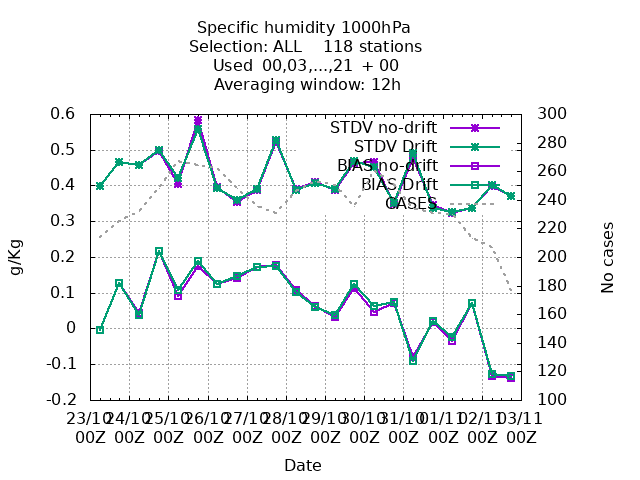 Specific humidity 1000hPa
Selection: ALL 118 stations
Used 00,03,...,21 + 00
Averaging window: 12h
0.6
0.5
0.4
0.3
0.2
0.1
0
-0.1
-0.2
g/Kg
STDV no-drift
STDV Drift
BIAS no-drift
BIAS Drift
CASES
300
280
260
240
220
200
180
160
140
120
100
No cases
23/10 24/10 25/10 26/10 27/10 28/10 29/10 30/10 31/10 01/11 02/11 03/11
00Z 00Z 00Z 00Z 00Z 00Z 00Z 00Z 00Z 00Z 00Z 00Z
Date